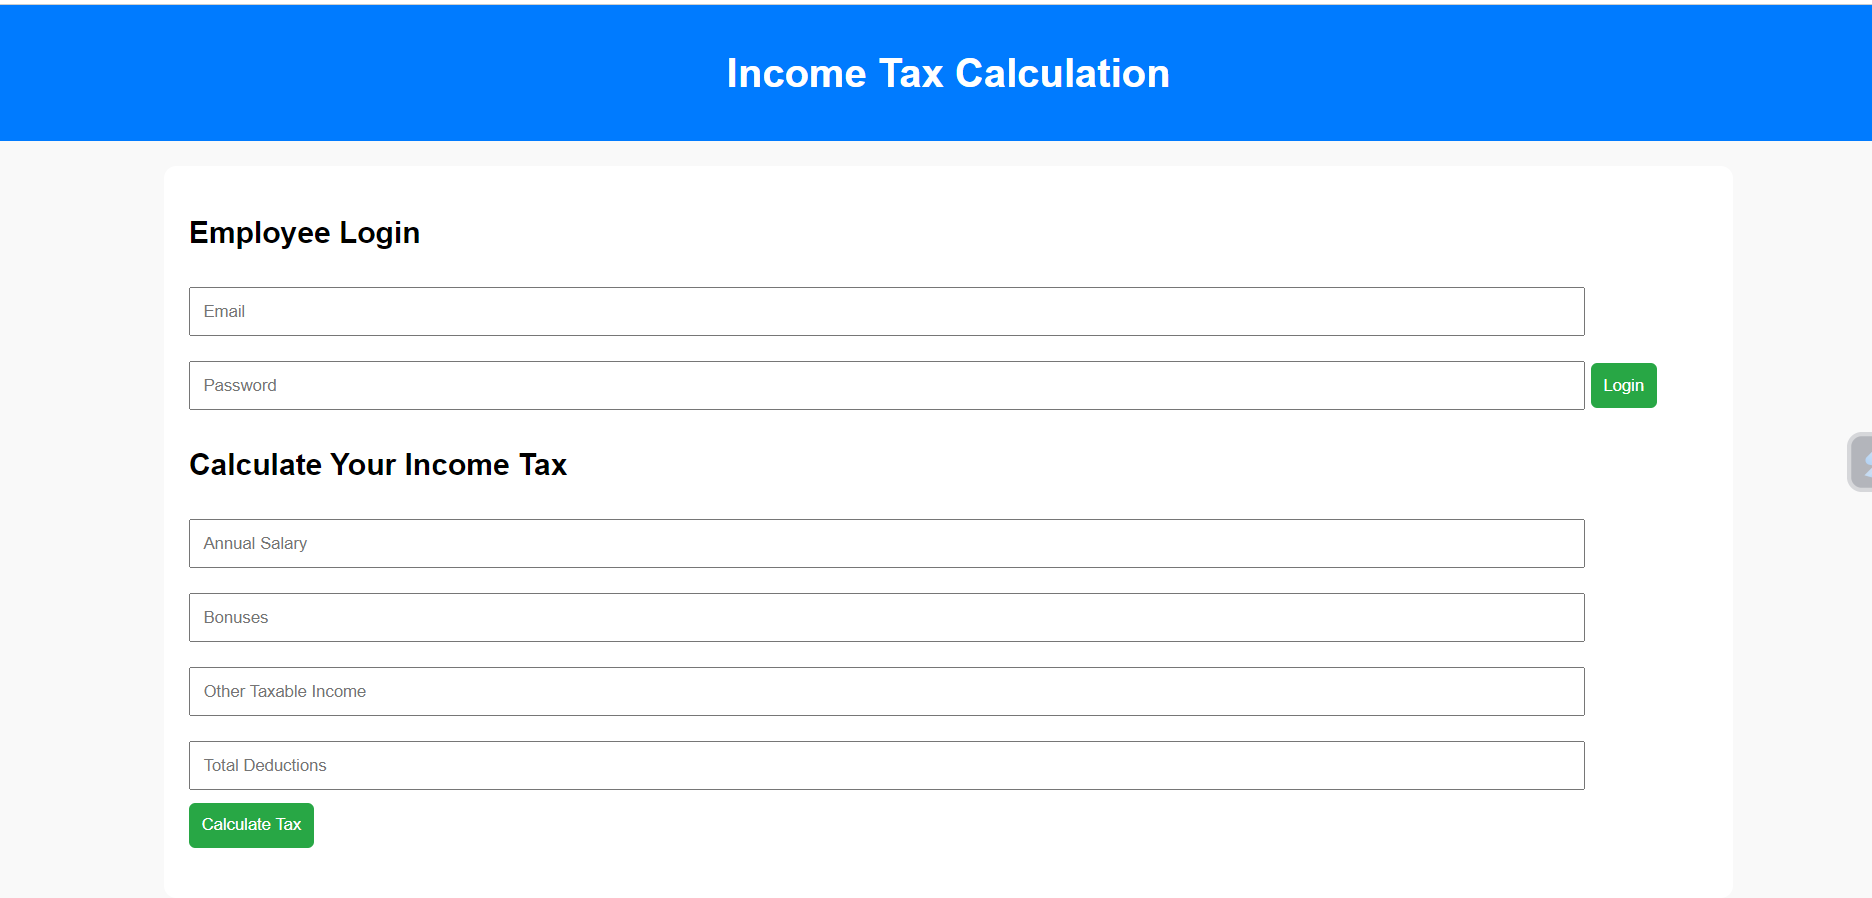 Income Tax Calculation
Employee Login
Email
Password
Login
Calculate Your Income Tax
Annual Salary
Bonuses
Other Taxable Income
Total Deductions
Calculate Tax